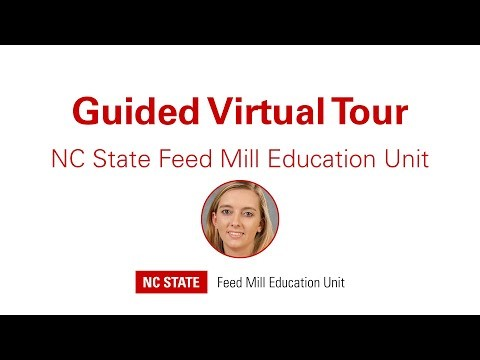 Guided Virtual Tour
NC State Feed Mill Education Unit
NC STATE Feed Mill Education Unit